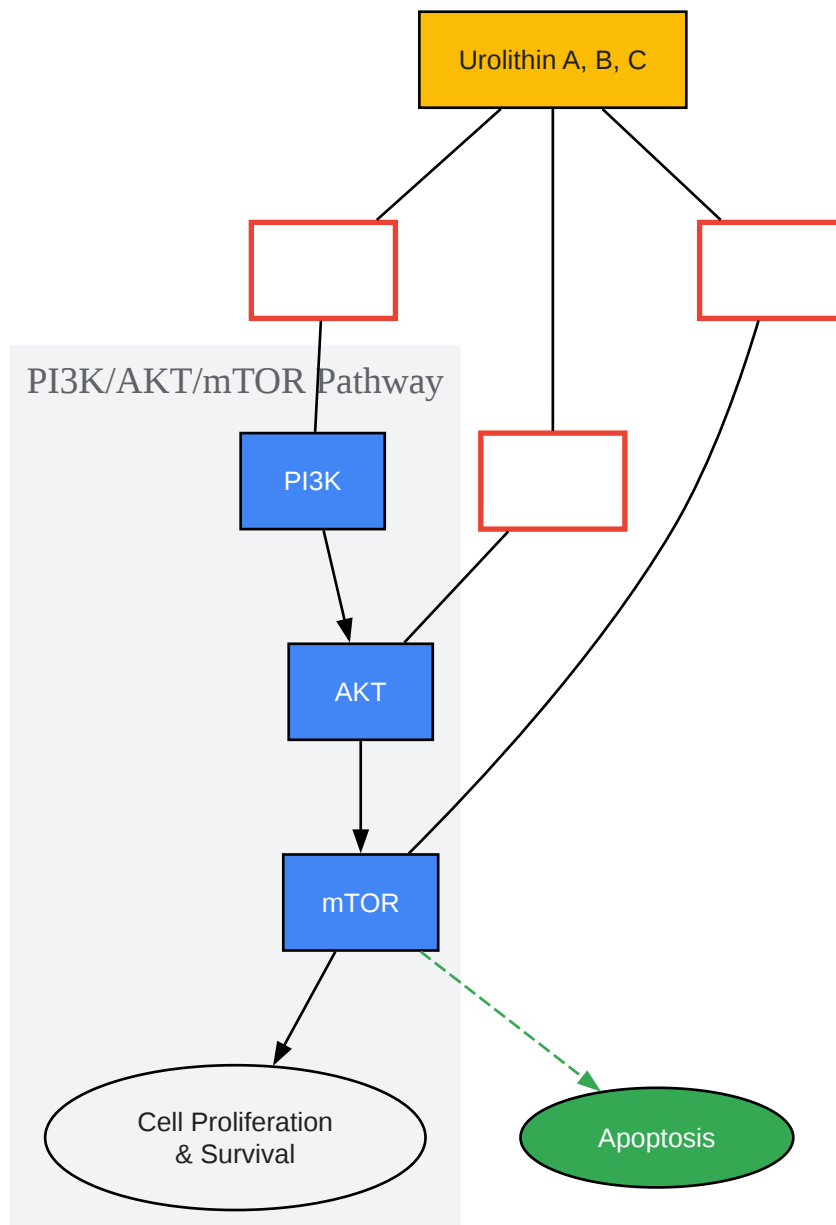 Urolithin A, B, C
PI3K/AKT/mTOR Pathway
PI3K
AKT
mTOR
Cell Proliferation
& Survival
Apoptosis